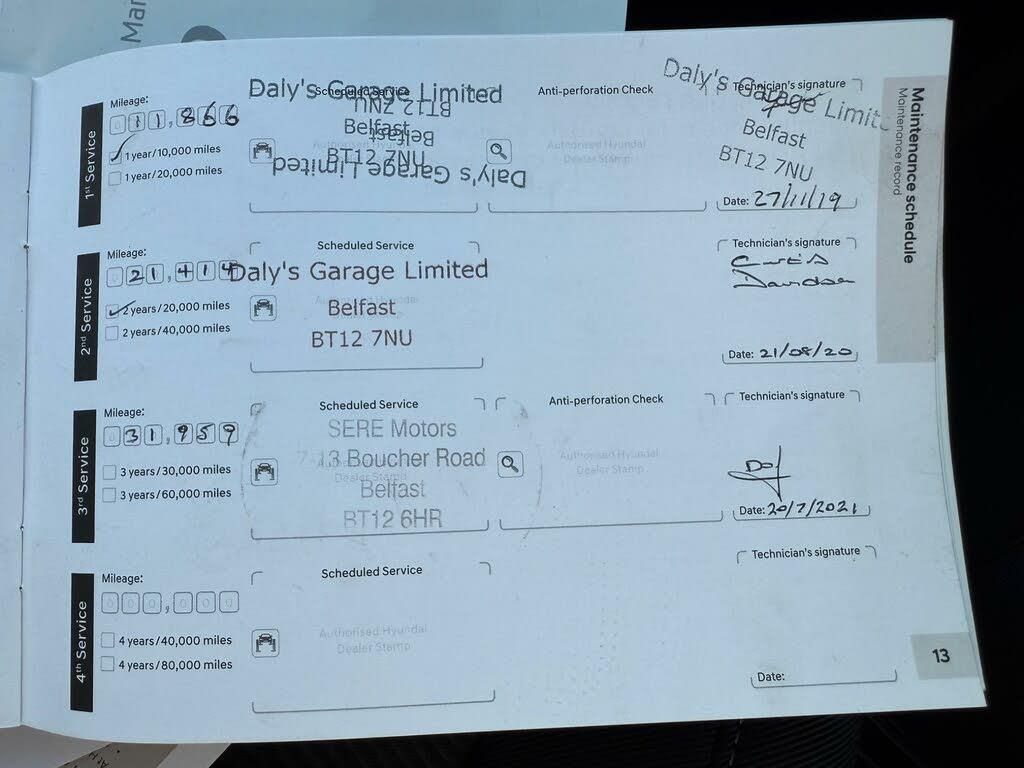 Mar
Maintenance schedule
Maintenance record
1st Service
Mileage:
011,866
1 year/10,000 miles
1 year/20,000 miles
Scheduled Service
Daly's Garage Limited
Belfast
BT12 7NU
Daly's Garage Limited
Belfast
BT12 7NU
Anti-perforation Check
Authorised Hyundai
Dealer Stamp
Technician's signature
Daly's Garage Limit
Belfast
BT12 7NU
Date: 27/11/19
2nd Service
Mileage:
021,414
2 years/20,000 miles
2 years/40,000 miles
Scheduled Service
Daly's Garage Limited
Belfast
BT12 7NU
Technician's signature
Curtis
Davidson
Date: 21/08/20
3rd Service
Mileage:
031,959
3 years/30,000 miles
3 years/60,000 miles
Scheduled Service
SERE Motors
13 Boucher Road
Belfast
BT12 6HR
Anti-perforation Check
Authorised Hyundai
Dealer Stamp
Technician's signature
Date: 20/7/2021
4th Service
Mileage:
000,000
4 years/40,000 miles
4 years/80,000 miles
Scheduled Service
Authorised Hyundai
Dealer Stamp
Technician's signature
Date:
13